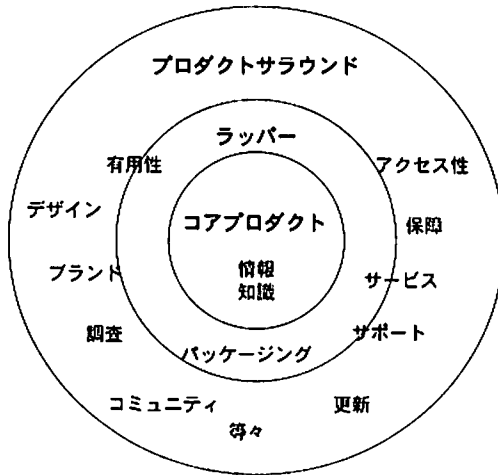 プロダクトサラウンド
ラッパー
有用性
アクセス性
デザイン
コアプロダクト
保障
情報
知識
ブランド
サービス
調査
サポート
パッケージング
コミュニティ
更新
等々